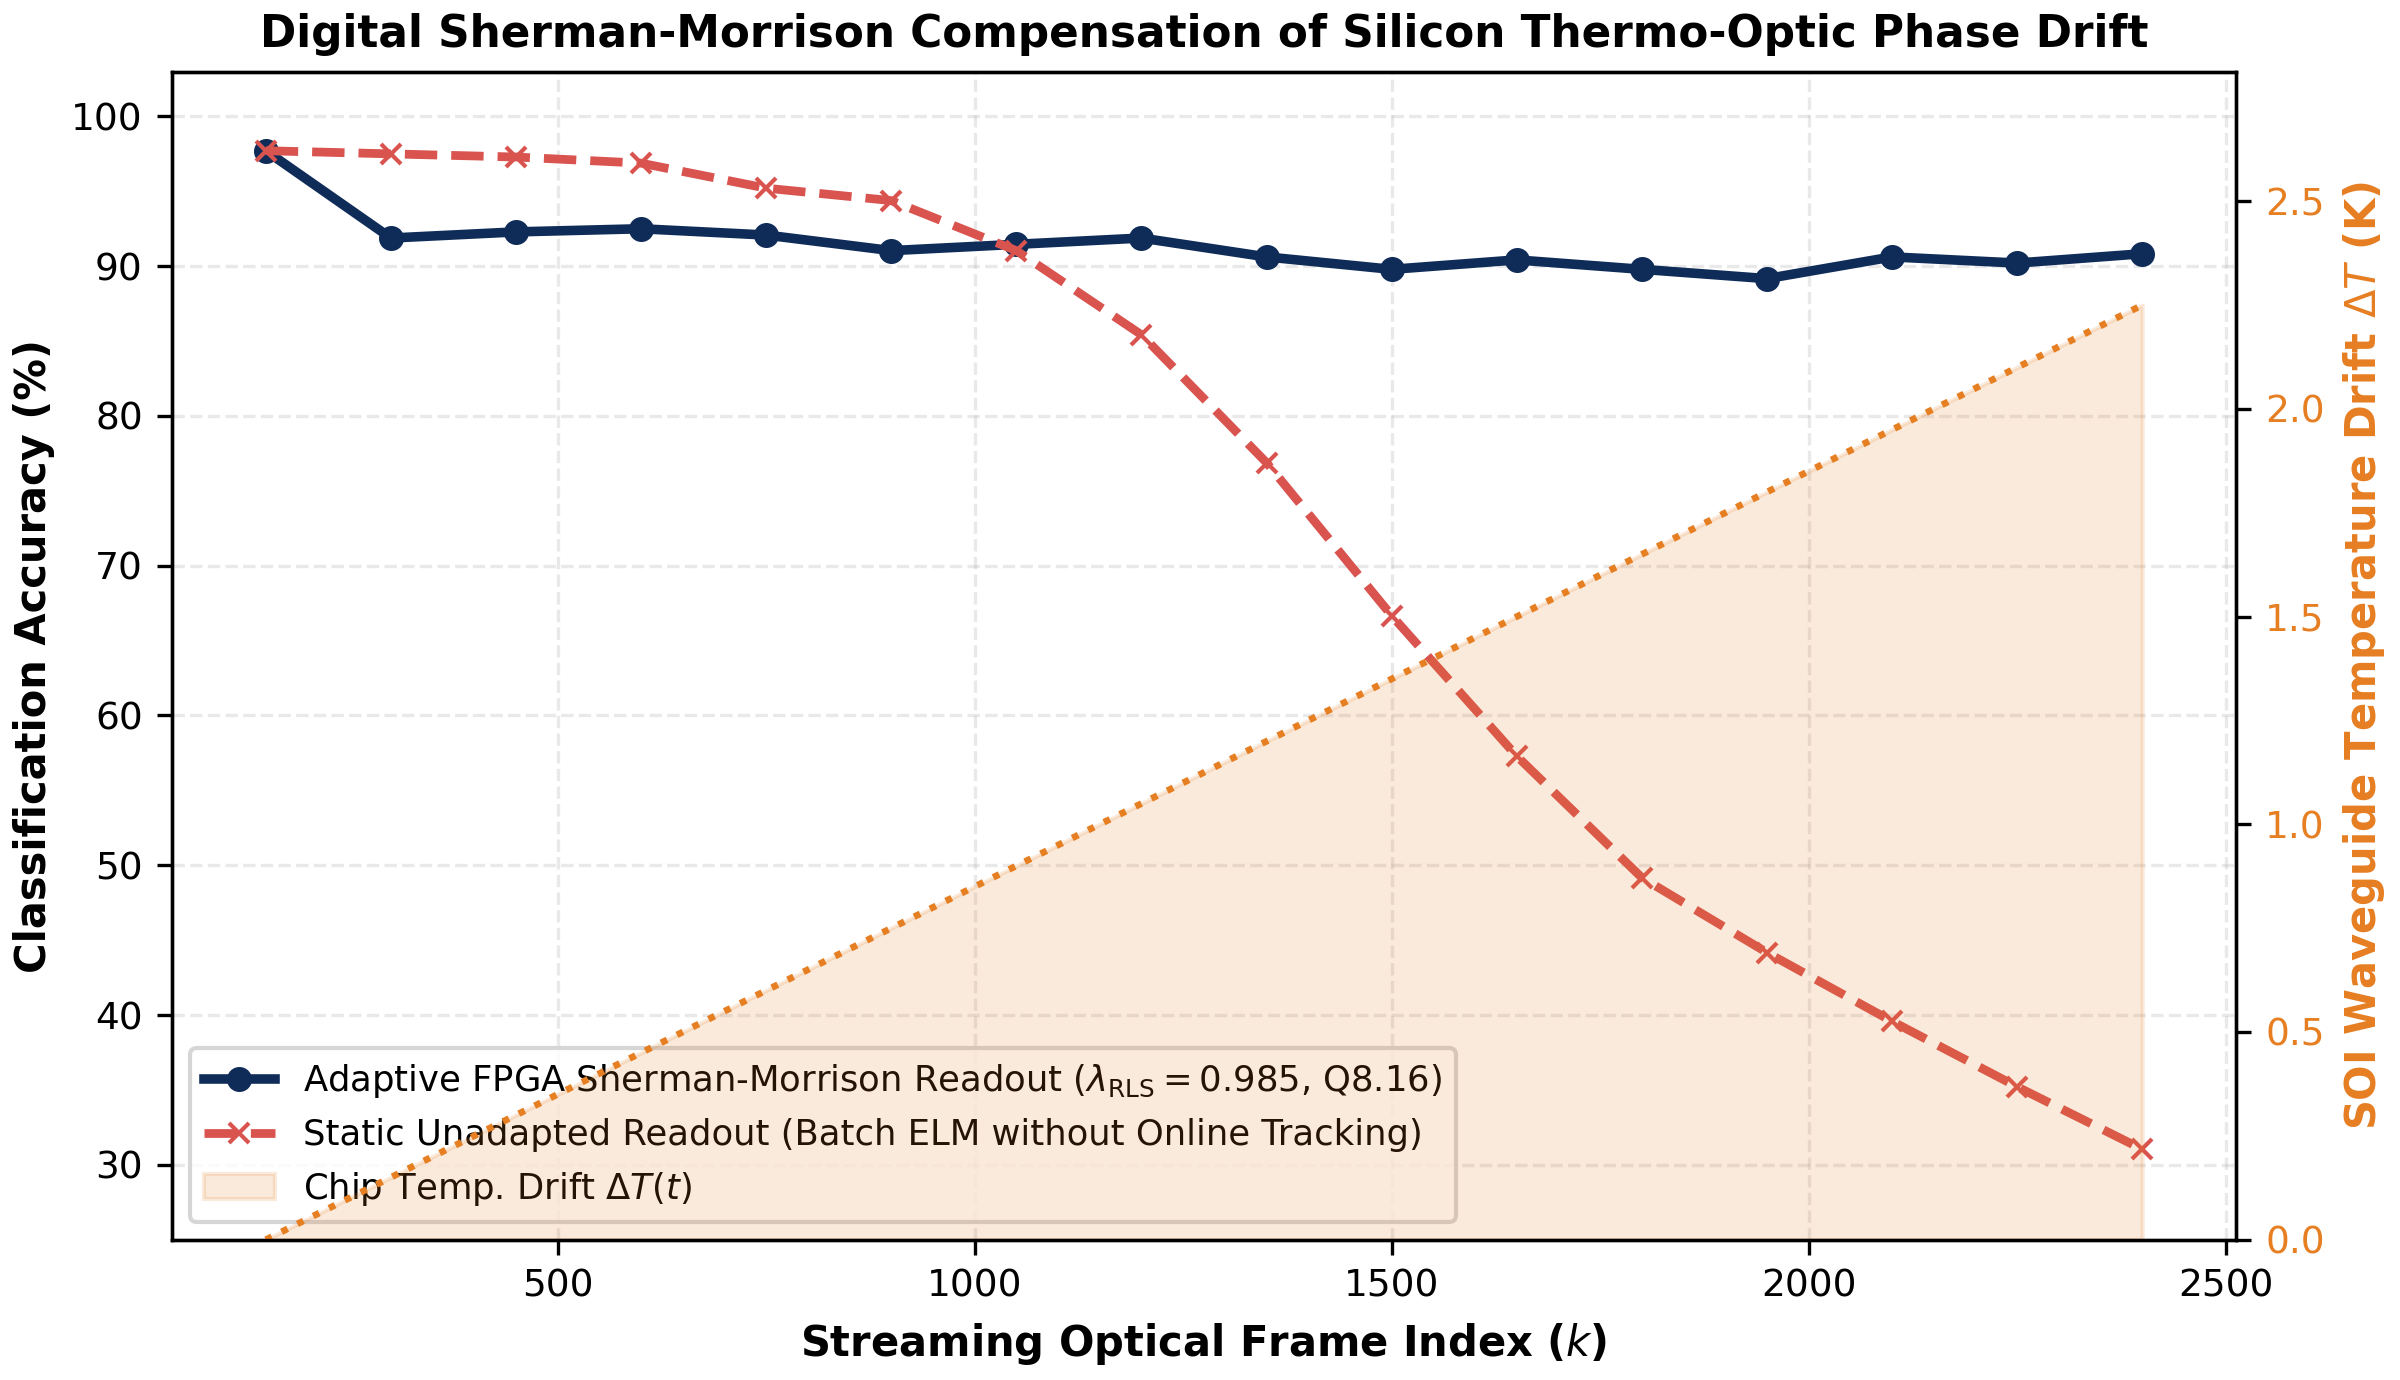 Digital Sherman-Morrison Compensation of Silicon Thermo-Optic Phase Drift
Classification Accuracy (%)
100
90
80
70
60
50
40
30
2.5
2.0
1.5
1.0
0.5
0.0
SOI Waveguide Temperature Drift ΔT (K)
Adaptive FPGA Sherman-Morrison Readout (λRLS = 0.985, Q8.16)
Static Unadapted Readout (Batch ELM without Online Tracking)
Chip Temp. Drift ΔT(t)
500 1000 1500 2000 2500
Streaming Optical Frame Index (k)